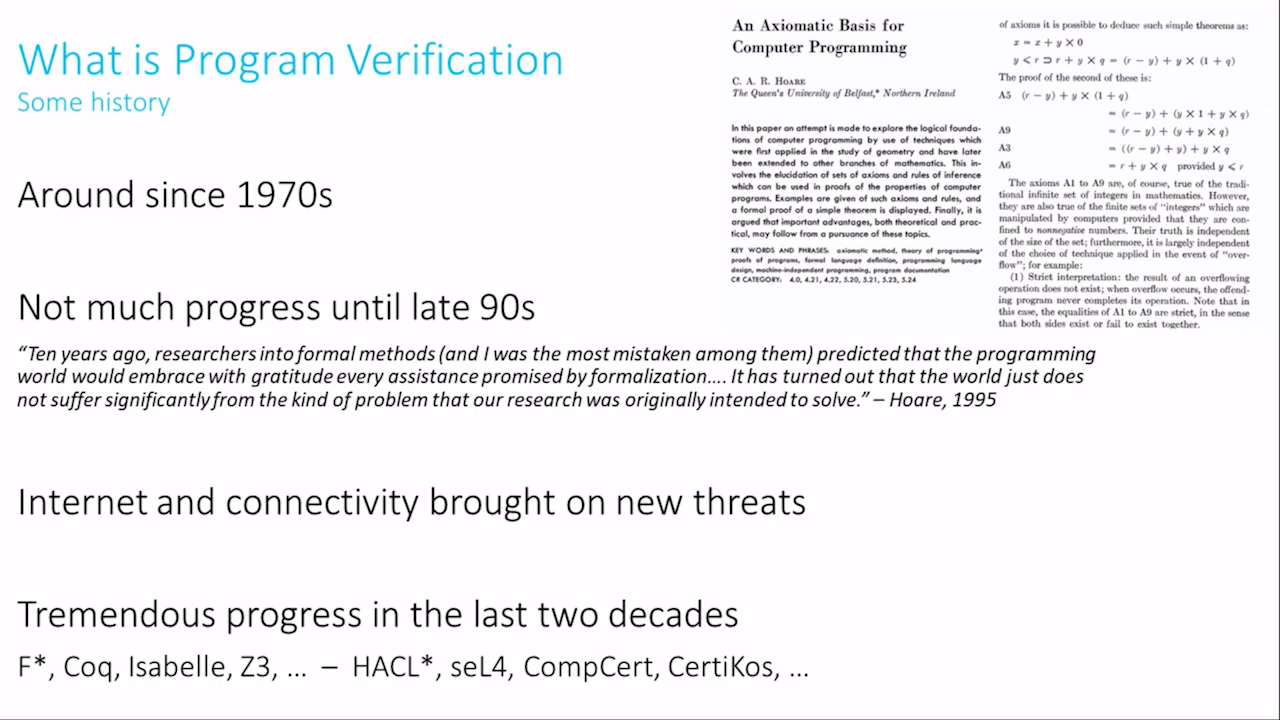 What is Program Verification
Some history
Around since 1970s
Not much progress until late 90s
“Ten years ago, researchers into formal methods (and I was the most mistaken among them) predicted that the programming
world would embrace with gratitude every assistance promised by formalization…. It has turned out that the world just does
not suffer significantly from the kind of problem that our research was originally intended to solve.” – Hoare, 1995
Internet and connectivity brought on new threats
Tremendous progress in the last two decades
F*, Coq, Isabelle, Z3, … – HACL*, seL4, CompCert, CertiKos, …
An Axiomatic Basis for
Computer Programming
C. A. R. HOARE
The Queen's University of Belfast,* Northern Ireland
In this paper an attempt is made to explore the logical founda-
tions of computer programming by use of techniques which
were first applied in the study of geometry and have later
been extended to other branches of mathematics. This in-
volves the elucidation of sets of axioms and rules of inference
which can be used in proofs of the properties of computer
programs. Examples are given of such axioms and rules, and
a formal proof of a simple theorem is displayed. Finally, it is
argued that important advantages, both theoretical and prac-
tical, may follow from a pursuance of these topics.
KEY WORDS AND PHRASES: axiomatic method, theory of programming'
proofs of programs, formal language definition, programming language
design, machine-independent programming, program documentation
CR CATEGORY: 4.0, 4.21, 4.22, 5.20, 5.21, 5.23, 5.24
of axioms it is possible to deduce such simple theorems as:
x = x + y × 0
y ≤ r ⊃ r + y × q = (r − y) + y × (1 + q)
The proof of the second of these is:
A5 (r − y) + y × (1 + q)
= (r − y) + (y × 1 + y × q)
A9 = (r − y) + (y + y × q)
A3 = ((r − y) + y) + y × q
A6 = r + y × q provided y ≤ r
The axioms A1 to A9 are, of course, true of the tradi-
tional infinite set of integers in mathematics. However,
they are also true of the finite sets of “integers” which are
manipulated by computers provided that they are con-
fined to nonnegative numbers. Their truth is independent
of the size of the set; furthermore, it is largely independent
of the choice of technique applied in the event of “over-
flow”; for example:
(1) Strict interpretation: the result of an overflowing
operation does not exist; when overflow occurs, the offend-
ing program never completes its operation. Note that in
this case, the equalities of A1 to A9 are strict, in the sense
that both sides exist or fail to exist together.